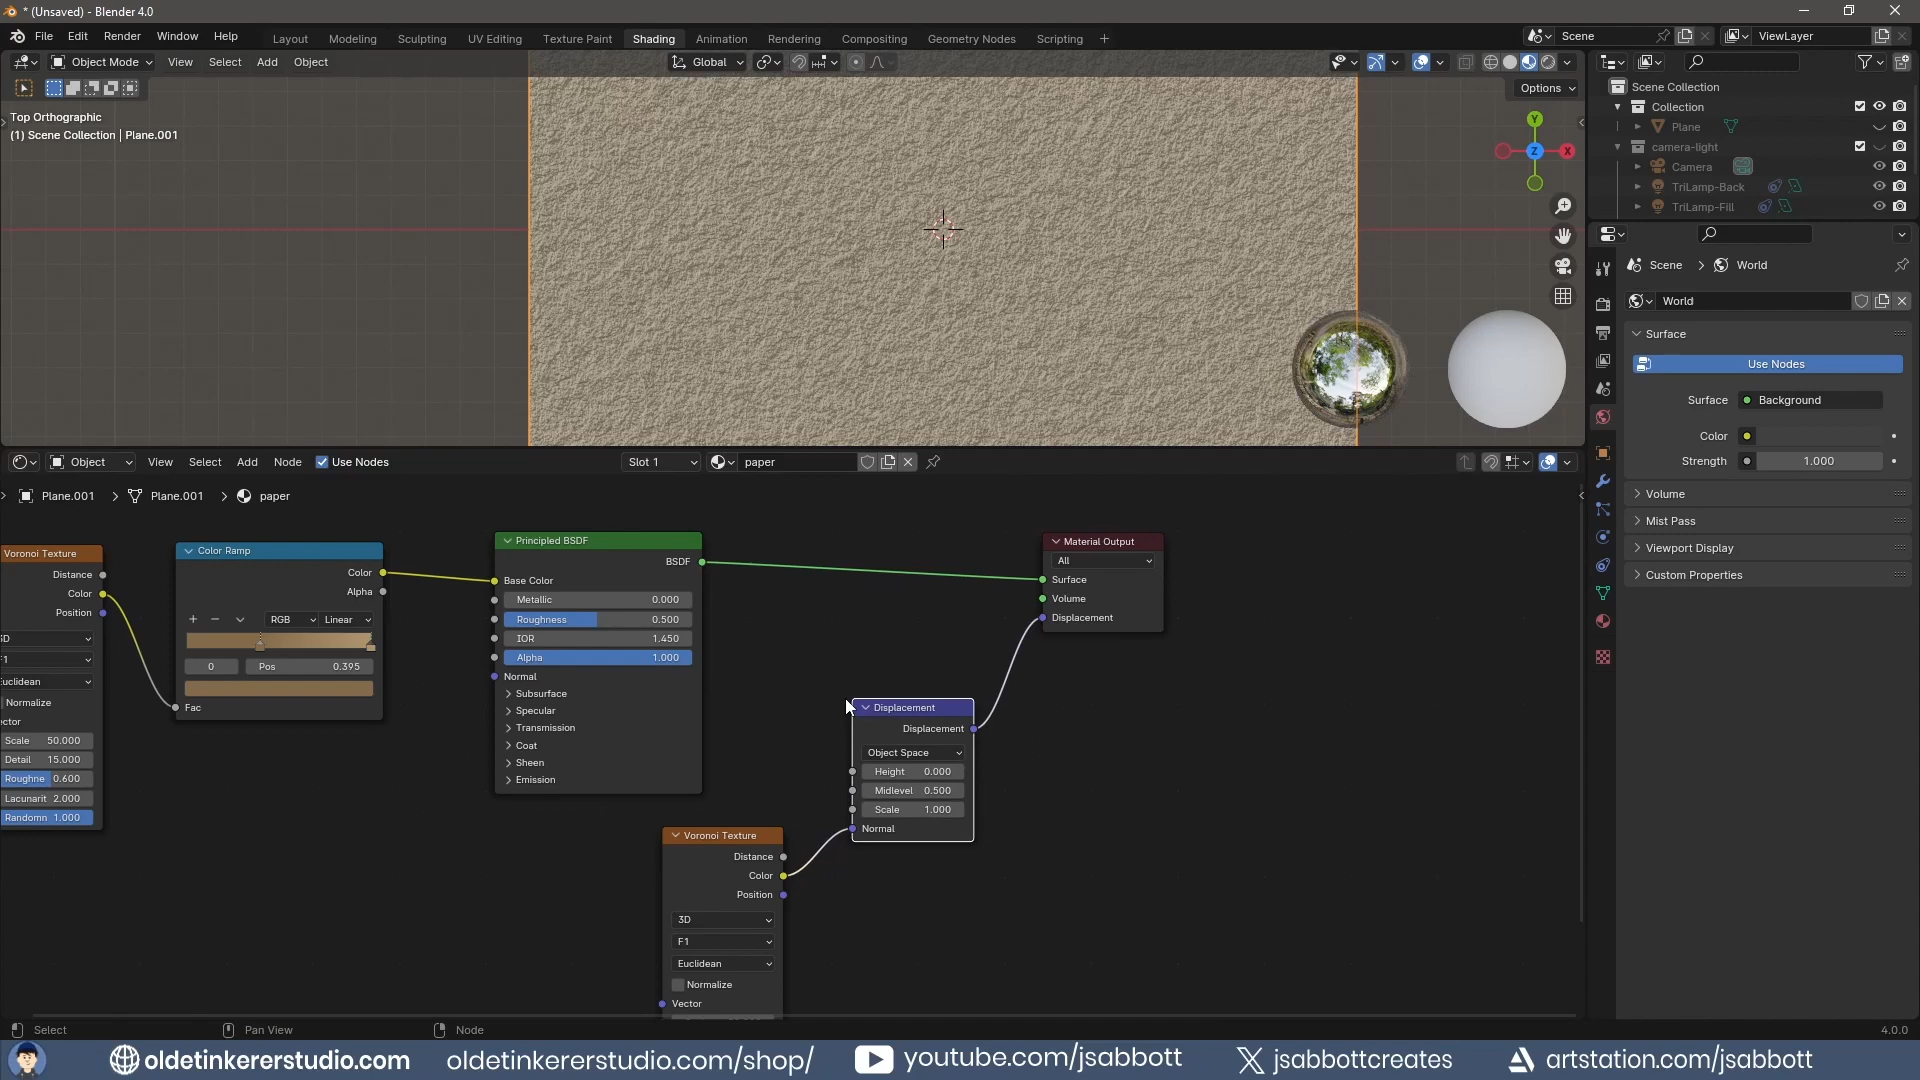 * (Unsaved) - Blender 4.0
File Edit Render Window Help
Layout Modeling Sculpting UV Editing Texture Paint Shading Animation Rendering Compositing Geometry Nodes Scripting +
Scene
ViewLayer
Object Mode View Select Add Object
Global
Options
Top Orthographic
(1) Scene Collection | Plane.001
Y
Z
X
Scene Collection
Collection
Plane
camera-light
Camera
TriLamp-Back
TriLamp-Fill
Scene > World
World
Surface
Use Nodes
Surface Background
Color
Strength 1.000
Volume
Mist Pass
Viewport Display
Custom Properties
Object View Select Add Node Use Nodes
Slot 1
paper
Plane.001 > Plane.001 > paper
Voronoi Texture
Distance
Color
Position
3D
F1
Euclidean
Normalize
Scale 50.000
Detail 15.000
Roughne 0.600
Lacunarit 2.000
Randomn 1.000
Color Ramp
Color
Alpha
+ −
RGB Linear
0 Pos 0.395
Fac
Principled BSDF
BSDF
Base Color
Metallic 0.000
Roughness 0.500
IOR 1.450
Alpha 1.000
Normal
Subsurface
Specular
Transmission
Coat
Sheen
Emission
Material Output
All
Surface
Volume
Displacement
Displacement
Displacement
Object Space
Height 0.000
Midlevel 0.500
Scale 1.000
Normal
Voronoi Texture
Distance
Color
Position
3D
F1
Euclidean
Normalize
Vector
Select Pan View Node
4.0.0
oldetinkererstudio.com oldetinkererstudio.com/shop/ youtube.com/jsabbott jsabbottcreates artstation.com/jsabbott